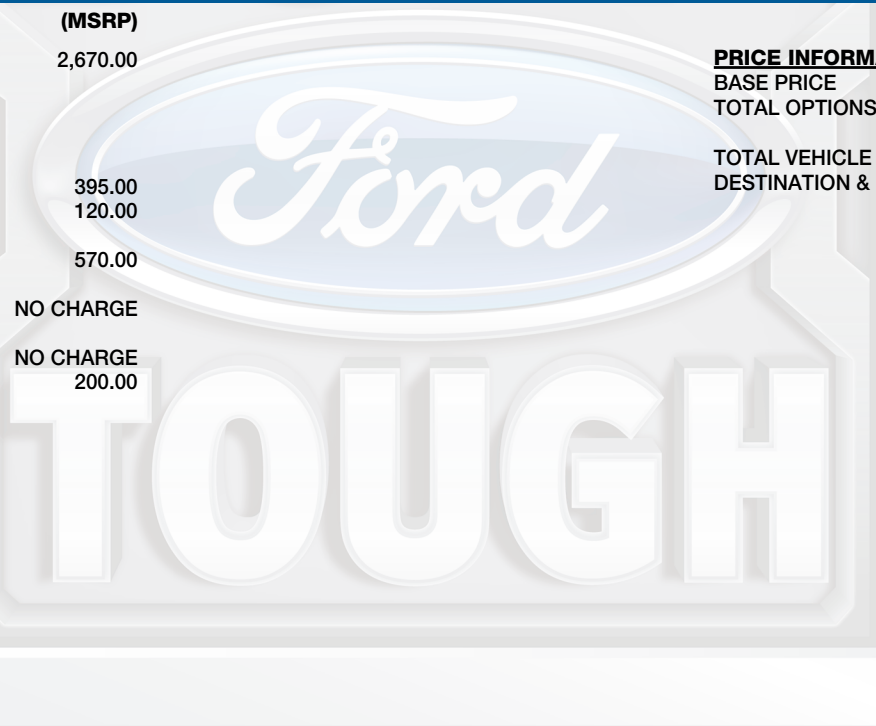 (MSRP)
2,670.00
395.00
120.00
570.00
NO CHARGE
NO CHARGE
200.00
PRICE INFORM
BASE PRICE
TOTAL OPTIONS
TOTAL VEHICLE
DESTINATION &
Ford
TOUGH